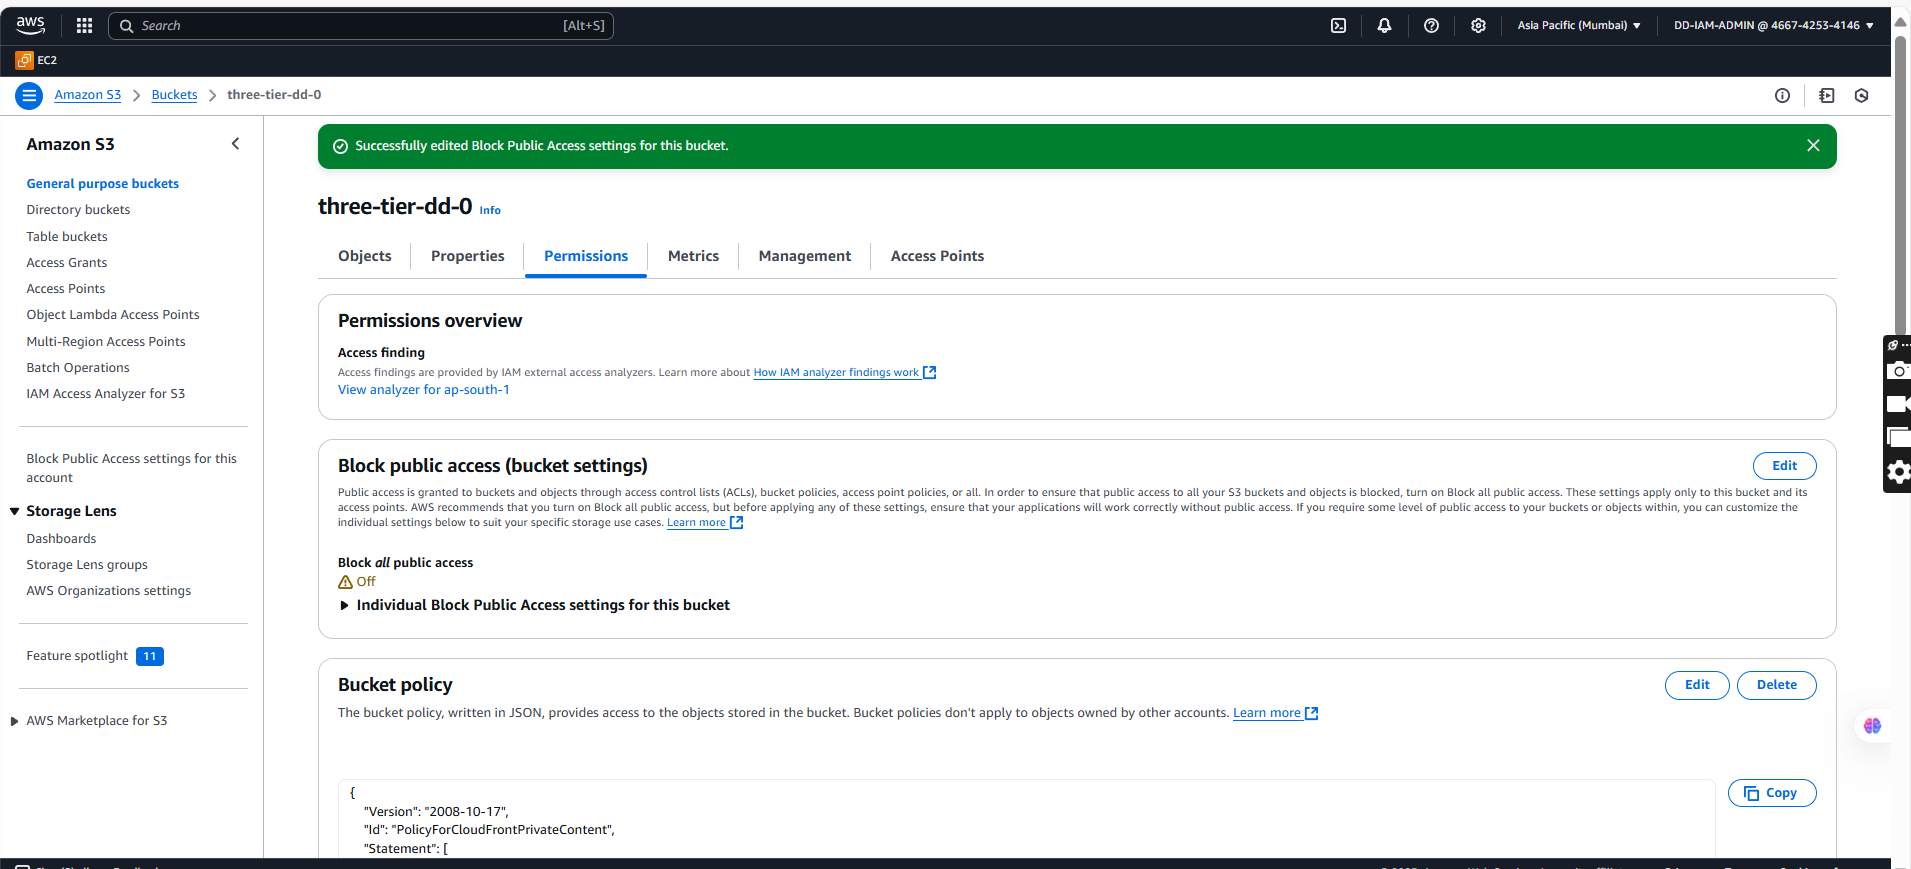 aws
Search [Alt+S]
Asia Pacific (Mumbai)
DD-IAM-ADMIN @ 4667-4253-4146
EC2
Amazon S3
Buckets
three-tier-dd-0
Amazon S3
General purpose buckets
Directory buckets
Table buckets
Access Grants
Access Points
Object Lambda Access Points
Multi-Region Access Points
Batch Operations
IAM Access Analyzer for S3
Block Public Access settings for this
account
Storage Lens
Dashboards
Storage Lens groups
AWS Organizations settings
Feature spotlight 11
AWS Marketplace for S3
Successfully edited Block Public Access settings for this bucket.
three-tier-dd-0 Info
Objects
Properties
Permissions
Metrics
Management
Access Points
Permissions overview
Access finding
Access findings are provided by IAM external access analyzers. Learn more about How IAM analyzer findings work
View analyzer for ap-south-1
Block public access (bucket settings)
Edit
Public access is granted to buckets and objects through access control lists (ACLs), bucket policies, access point policies, or all. In order to ensure that public access to all your S3 buckets and objects is blocked, turn on Block all public access. These settings apply only to this bucket and its
access points. AWS recommends that you turn on Block all public access, but before applying any of these settings, ensure that your applications will work correctly without public access. If you require some level of public access to your buckets or objects within, you can customize the
individual settings below to suit your specific storage use cases. Learn more
Block all public access
Off
Individual Block Public Access settings for this bucket
Bucket policy
Edit
Delete
The bucket policy, written in JSON, provides access to the objects stored in the bucket. Bucket policies don't apply to objects owned by other accounts. Learn more
Copy
{
"Version": "2008-10-17",
"Id": "PolicyForCloudFrontPrivateContent",
"Statement": [